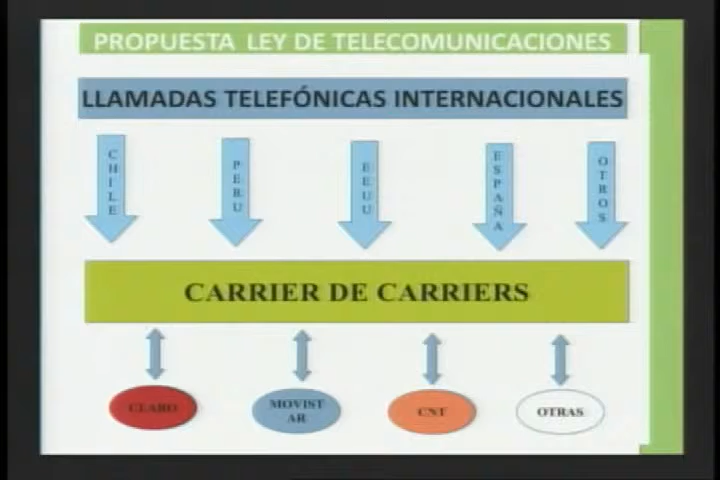 PROPUESTA LEY DE TELECOMUNICACIONES
LLAMADAS TELEFÓNICAS INTERNACIONALES
CHILE
PERU
EEUU
ESPAÑA
OTROS
CARRIER DE CARRIERS
CLARO
MOVIST
AR
CNT
OTRAS